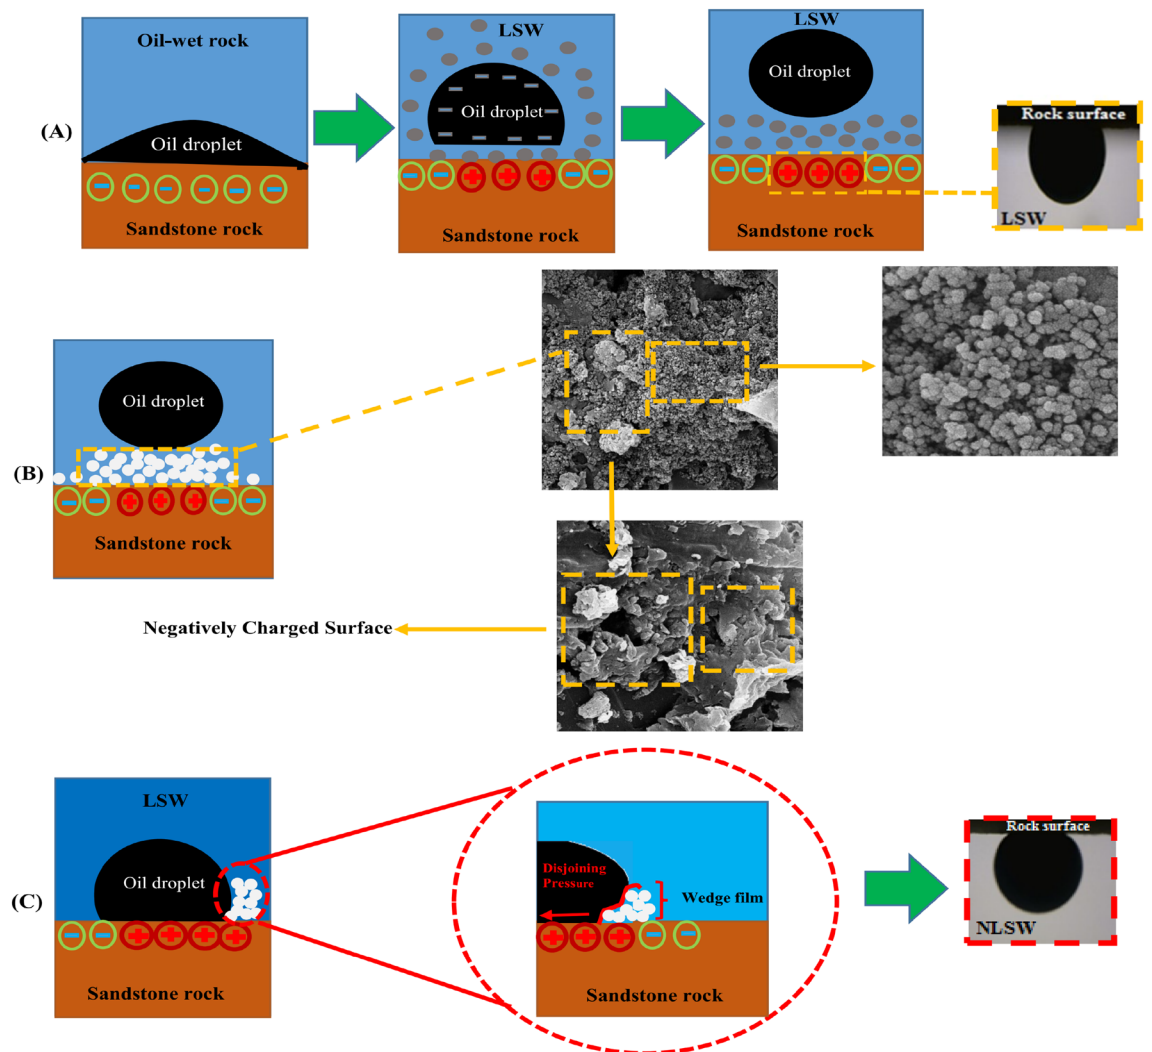 Oil-wet rock
LSW
LSW
Oil droplet
Oil droplet
Oil droplet
(A)
Sandstone rock
Sandstone rock
Sandstone rock
Rock surface
LSW
Oil droplet
(B)
Sandstone rock
Negatively Charged Surface
LSW
Oil droplet
(C)
Sandstone rock
Disjoining
Pressure
Wedge film
Sandstone rock
Rock surface
NLSW